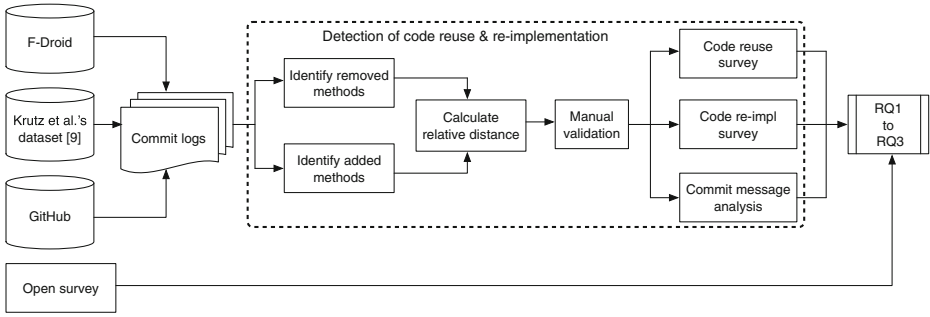 F-Droid
Krutz et al.'s
dataset [9]
GitHub
Open survey
Commit logs
Detection of code reuse & re-implementation
Identify removed
methods
Identify added
methods
Calculate
relative distance
Manual
validation
Code reuse
survey
Code re-impl
survey
Commit message
analysis
RQ1
to
RQ3